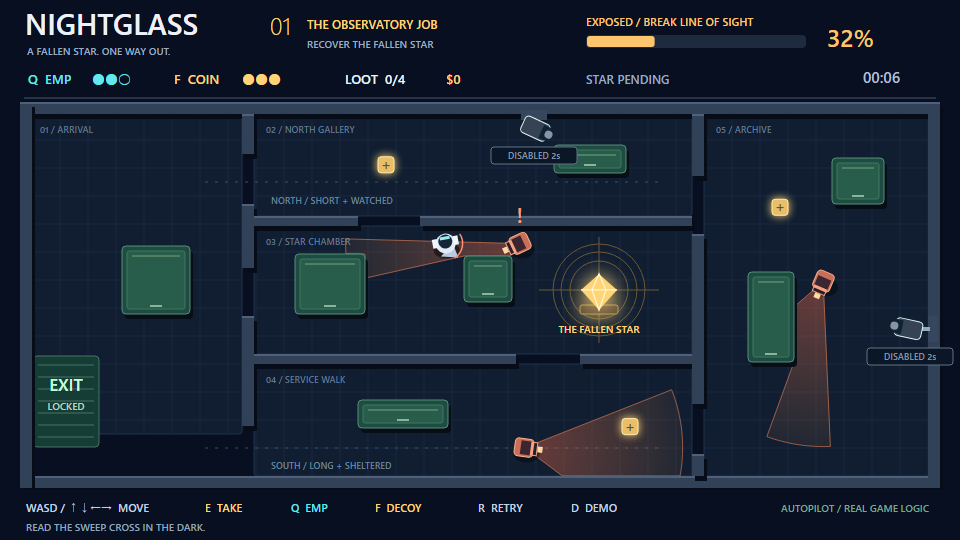 NIGHTGLASS
A FALLEN STAR. ONE WAY OUT.
01 THE OBSERVATORY JOB
RECOVER THE FALLEN STAR
EXPOSED / BREAK LINE OF SIGHT
32%
Q EMP
F COIN
LOOT 0/4
$0
STAR PENDING
00:06
01 / ARRIVAL
02 / NORTH GALLERY
DISABLED 2s
NORTH / SHORT + WATCHED
!
03 / STAR CHAMBER
THE FALLEN STAR
05 / ARCHIVE
DISABLED 2s
EXIT
LOCKED
04 / SERVICE WALK
SOUTH / LONG + SHELTERED
WASD / ↑↓←→ MOVE
E TAKE
Q EMP
F DECOY
R RETRY
D DEMO
AUTOPILOT / REAL GAME LOGIC
READ THE SWEEP. CROSS IN THE DARK.